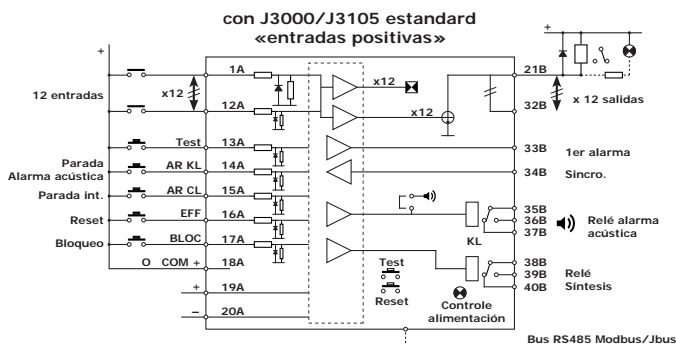 con J3000/J3105 estandard
«entradas positivas»
+
+
1A
21B
12 entradas
x12
x12
x12
x 12 salidas
12A
32B
Test
13A
33B
1er alarma
Parada
Alarma acústica
AR KL
14A
34B
Sincro.
Parada int.
AR CL
15A
Reset
EFF
16A
35B
36B
37B
Relé alarma
acústica
KL
Bloqueo
BLOC
17A
O COM +
18A
Test
38B
39B
40B
Relé
Síntesis
+
19A
Reset
Controle
alimentación
–
20A
Bus RS485 Modbus/Jbus